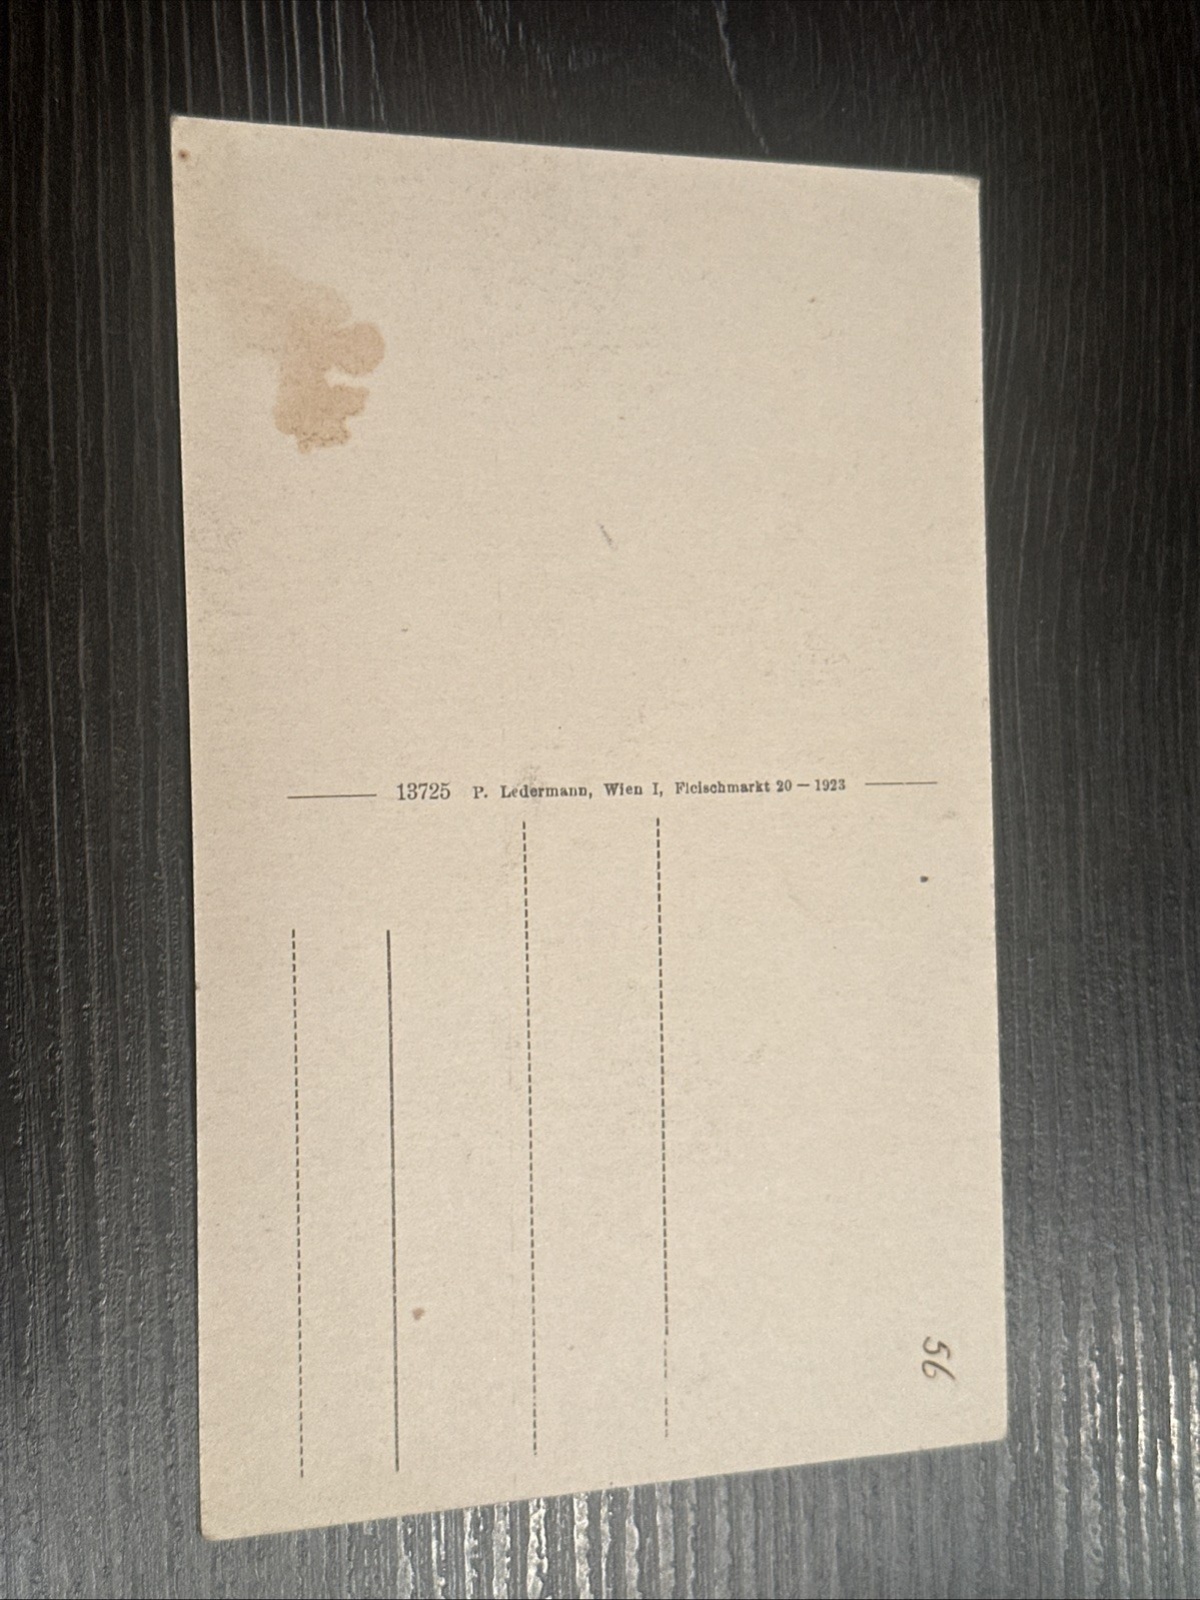 13725 P. Ledermann, Wien I, Fleischmarkt 20 — 1923
56